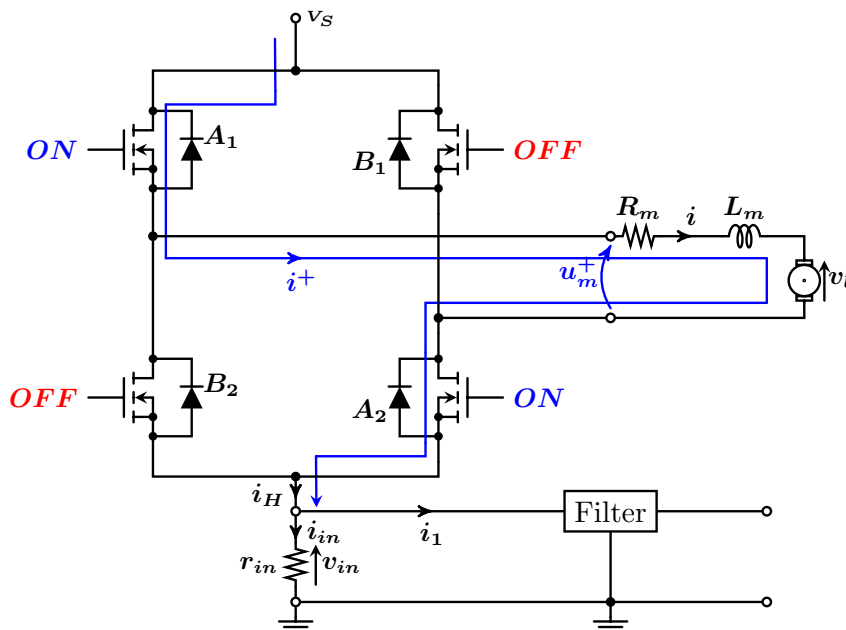 v_S
A_1
ON
B_1
OFF
R_m
i
L_m
i^+
u_m^+
OFF
B_2
A_2
ON
i_H
i_in
i_1
Filter
r_in
v_in